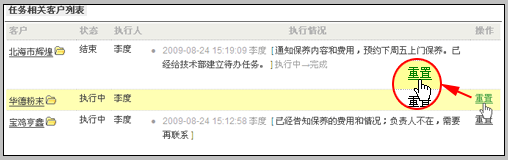 任务相关客户列表
客户 状态 执行人 执行情况 操作
北海市辉煌 结束 李度 2009-08-24 15:19:09 李度 [ 通知保养内容和费用，预约下周五上门保养。已
经给技术部建立待办任务。 ] 执行中→完成
重置
华德粉末 执行中 李度 重置
重置
宝鸡亨鑫 执行中 李度 2009-08-24 15:12:58 李度 [ 已经告知保养的费用和情况；负责人不在，需要 重置
再联系 ]